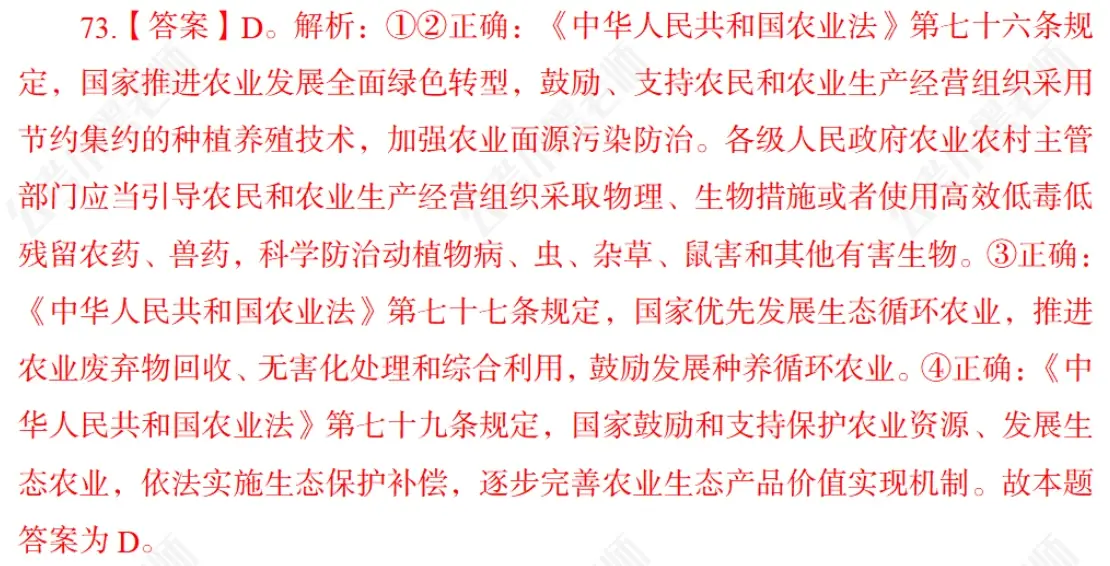 73.【答案】D。解析：①②正确：《中华人民共和国农业法》第七十六条规
定，国家推进农业发展全面绿色转型，鼓励、支持农民和农业生产经营组织采用
节约集约的种植养殖技术，加强农业面源污染防治。各级人民政府农业农村主管
部门应当引导农民和农业生产经营组织采取物理、生物措施或者使用高效低毒低
残留农药、兽药，科学防治动植物病、虫、杂草、鼠害和其他有害生物。③正确：
《中华人民共和国农业法》第七十七条规定，国家优先发展生态循环农业，推进
农业废弃物回收、无害化处理和综合利用，鼓励发展种养循环农业。④正确：《中
华人民共和国农业法》第七十九条规定，国家鼓励和支持保护农业资源、发展生
态农业，依法实施生态保护补偿，逐步完善农业生态产品价值实现机制。故本题
答案为 D。